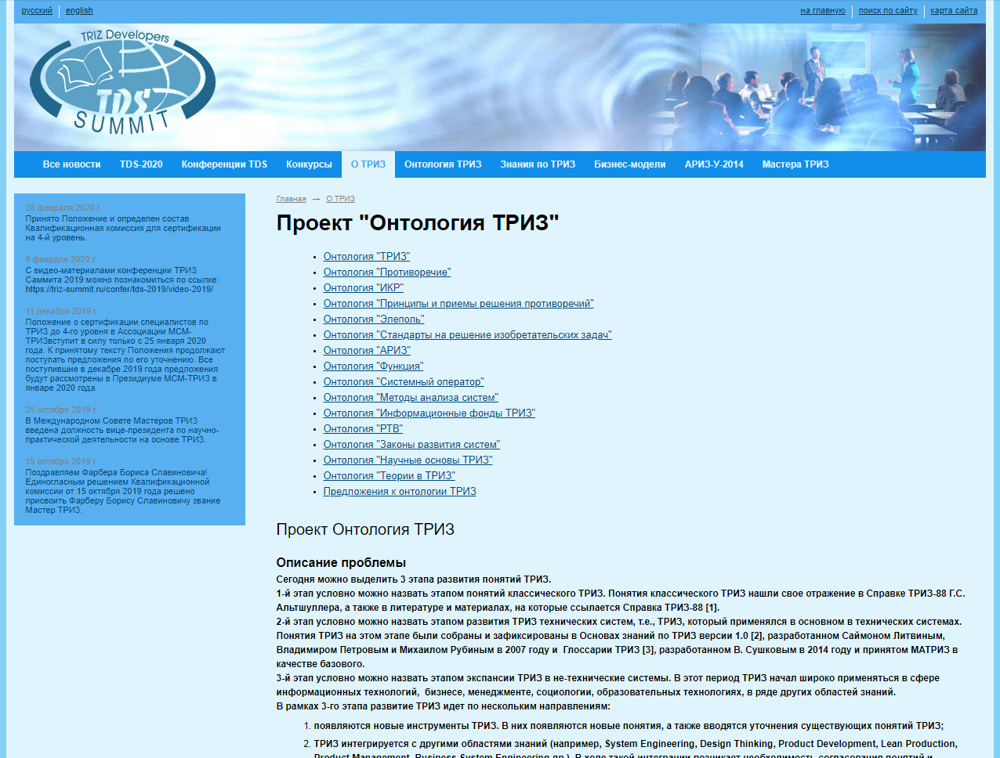 русский
english
на главную
поиск по сайту
карта сайта
TRIZ Developers
TDS
SUMMIT
Все новости
TDS-2020
Конференции TDS
Конкурсы
О ТРИЗ
Онтология ТРИЗ
Знания по ТРИЗ
Бизнес-модели
АРИЗ-У-2014
Мастера ТРИЗ
28 февраля 2020 г.
Принято Положение и определен состав
Квалификационная комиссия для сертификации
на 4-й уровень.
9 февраля 2020 г.
С видео-материалами конференции ТРИЗ
Саммита 2019 можно познакомиться по ссылке:
https://triz-summit.ru/confer/tds-2019/video-2019/
11 декабря 2019 г.
Положение о сертификации специалистов по
ТРИЗ до 4-го уровня в Ассоциации МСМ-
ТРИЗвступит в силу только с 25 января 2020
года. К принятому тексту Положения продолжают
поступать предложения по его уточнению. Все
поступившие в декабре 2019 года предложения
будут рассмотрены в Президиуме МСМ-ТРИЗ в
январе 2020 года.
25 октября 2019 г.
В Международном Совете Мастеров ТРИЗ
введена должность вице-президента по научно-
практической деятельности на основе ТРИЗ.
15 октября 2019 г.
Поздравляем Фарбера Бориса Славиновича!
Единогласным решением Квалификационной
комиссии от 15 октября 2019 года решено
присвоить Фарберу Борису Славиновичу звание
Мастер ТРИЗ.
Главная → О ТРИЗ
Проект "Онтология ТРИЗ"
• Онтология "ТРИЗ"
• Онтология "Противоречие"
• Онтология "ИКР"
• Онтология "Принципы и приемы решения противоречий"
• Онтология "Элеполь"
• Онтология "Стандарты на решение изобретательских задач"
• Онтология "АРИЗ"
• Онтология "Функция"
• Онтология "Системный оператор"
• Онтология "Методы анализа систем"
• Онтология "Информационные фонды ТРИЗ"
• Онтология "РТВ"
• Онтология "Законы развития систем"
• Онтология "Научные основы ТРИЗ"
• Онтология "Теории в ТРИЗ"
• Предложения к онтологии ТРИЗ
Проект Онтология ТРИЗ
Описание проблемы
Сегодня можно выделить 3 этапа развития понятий ТРИЗ.
1-й этап условно можно назвать этапом понятий классического ТРИЗ. Понятия классического ТРИЗ нашли свое отражение в Справке ТРИЗ-88 Г.С.
Альтшуллера, а также в литературе и материалах, на которые ссылается Справка ТРИЗ-88 [1].
2-й этап условно можно назвать этапом развития ТРИЗ технических систем, т.е., ТРИЗ, который применялся в основном в технических системах.
Понятия ТРИЗ на этом этапе были собраны и зафиксированы в Основах знаний по ТРИЗ версии 1.0 [2], разработанном Саймоном Литвиным,
Владимиром Петровым и Михаилом Рубиным в 2007 году и  Глоссарии ТРИЗ [3], разработанном В. Сушковым в 2014 году и принятом МАТРИЗ в
качестве базового.
3-й этап условно можно назвать этапом экспансии ТРИЗ в не-технические системы. В этот период ТРИЗ начал широко применяться в сфере
информационных технологий,  бизнесе, менеджменте, социологии, образовательных технологиях, в ряде других областей знаний.
В рамках 3-го этапа развитие ТРИЗ идет по нескольким направлениям:
1. появляются новые инструменты ТРИЗ. В них появляются новые понятия, а также вводятся уточнения существующих понятий ТРИЗ;
2. ТРИЗ интегрируется с другими областями знаний (например, System Engineering, Design Thinking, Product Development, Lean Production,
Product Management, Business System Engineering пр.). В ходе такой интеграции возникает необходимость согласования понятий и